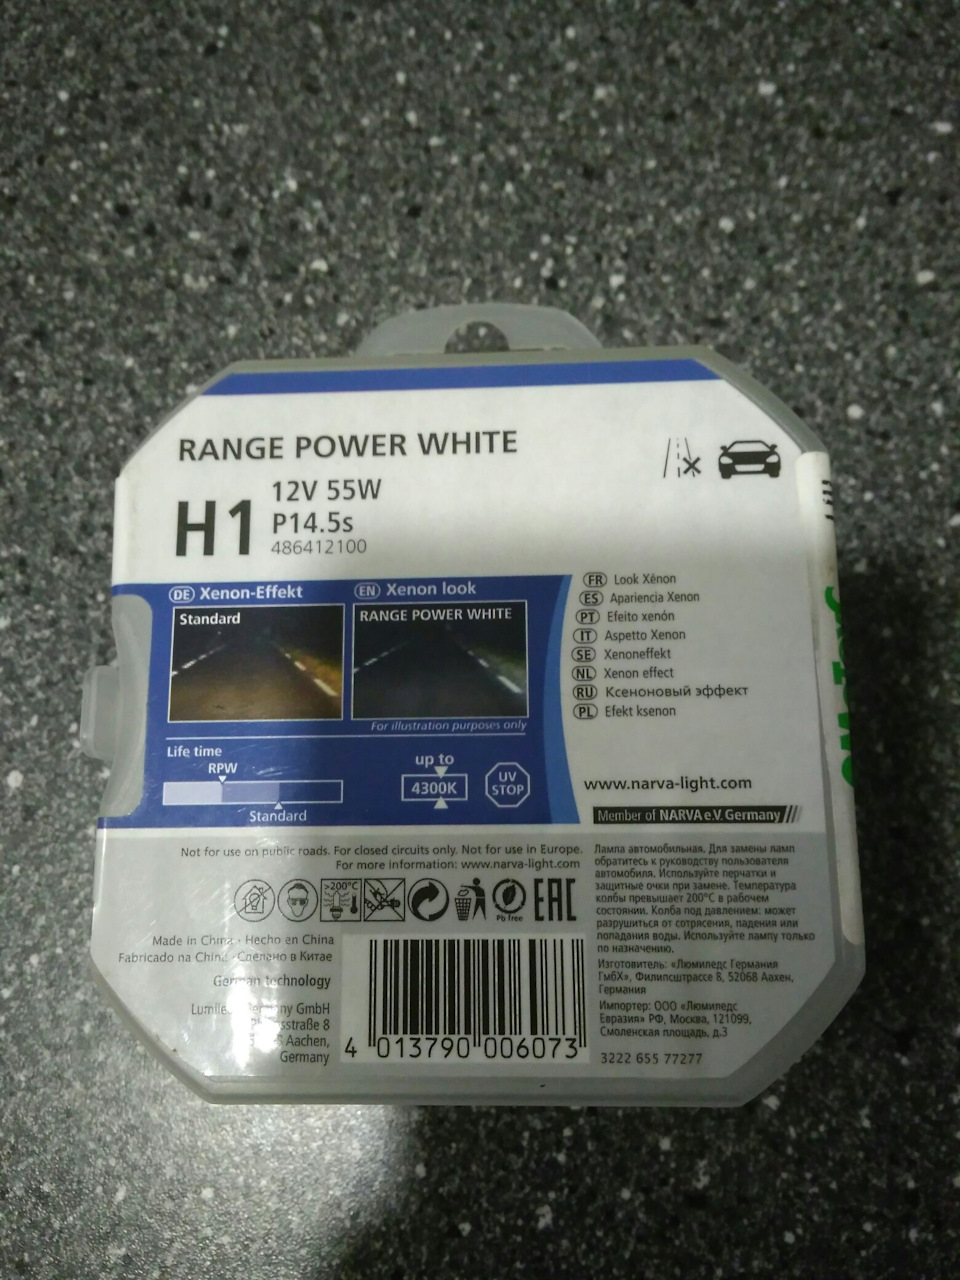 RANGE POWER WHITE
H1
12V 55W
P14.5s
486412100
DE Xenon-Effekt
EN Xenon look
Standard
RANGE POWER WHITE
For illustration purposes only
FR Look Xénon
ES Apariencia Xenon
PT Efeito xenón
IT Aspetto Xenon
SE Xenoneffekt
NL Xenon effect
RU Ксеноновый эффект
PL Efekt ksenon
Life time
RPW
Standard
up to
4300K
UV
STOP
www.narva-light.com
Member of NARVA e.V. Germany
Not for use on public roads. For closed circuits only. Not for use in Europe.
For more information: www.narva-light.com
>200°C
Pb free
EAC
Made in China · Hecho en China
Fabricado na China · Сделано в Китае
German technology
Lumileds Germany GmbH
straße 8
Aachen,
Germany
4 013790 006073
Лампа автомобильная. Для замены ламп
обратитесь к руководству пользователя
автомобиля. Используйте перчатки и
защитные очки при замене. Температура
колбы превышает 200°C в рабочем
состоянии. Колба под давлением: может
разрушиться от сотрясения, падения или
попадания воды. Используйте лампу только
по назначению.
Изготовитель: «Люмиледс Германия
ГмбХ», Филипсштрассе 8, 52068 Аахен,
Германия
Импортер: ООО «Люмиледс
Евразия» РФ, Москва, 121099,
Смоленская площадь, д.3
3222 655 77277